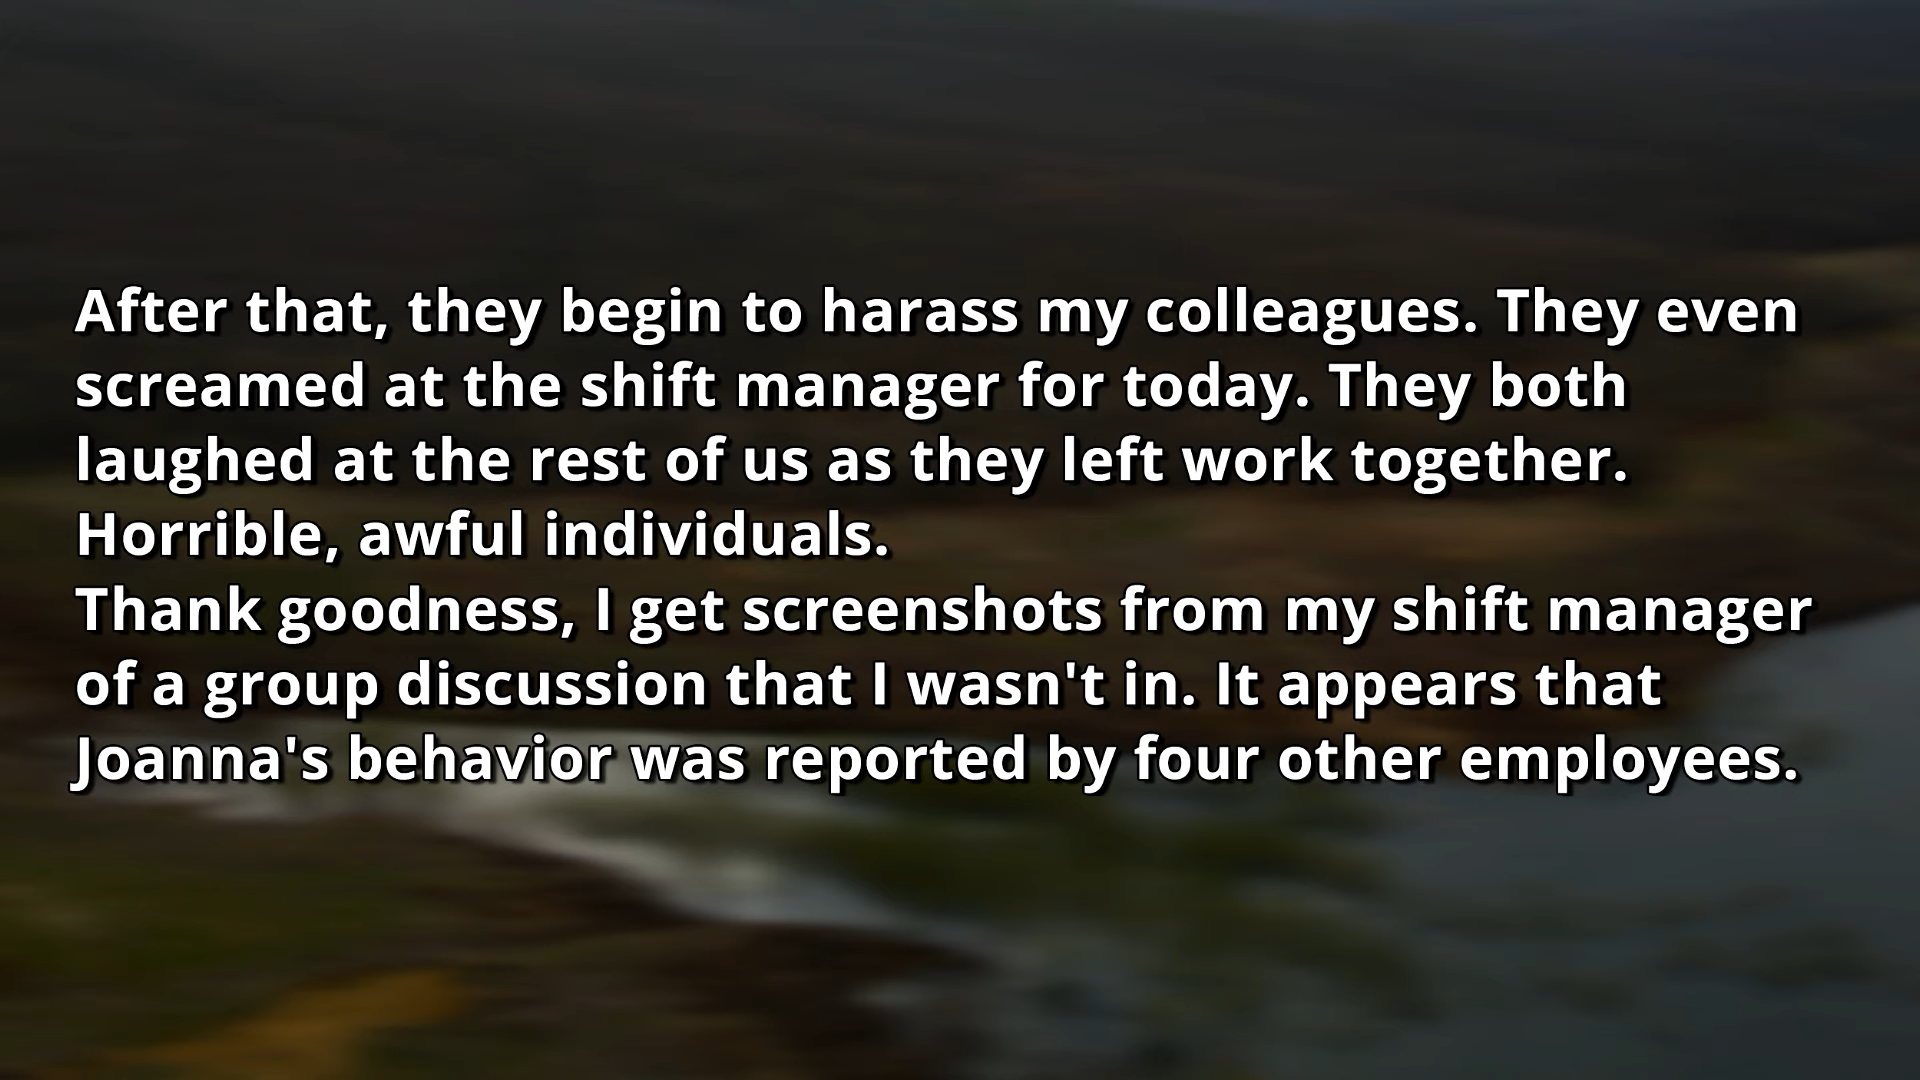 After that, they begin to harass my colleagues. They even
screamed at the shift manager for today. They both
laughed at the rest of us as they left work together.
Horrible, awful individuals.
Thank goodness, I get screenshots from my shift manager
of a group discussion that I wasn't in. It appears that
Joanna's behavior was reported by four other employees.